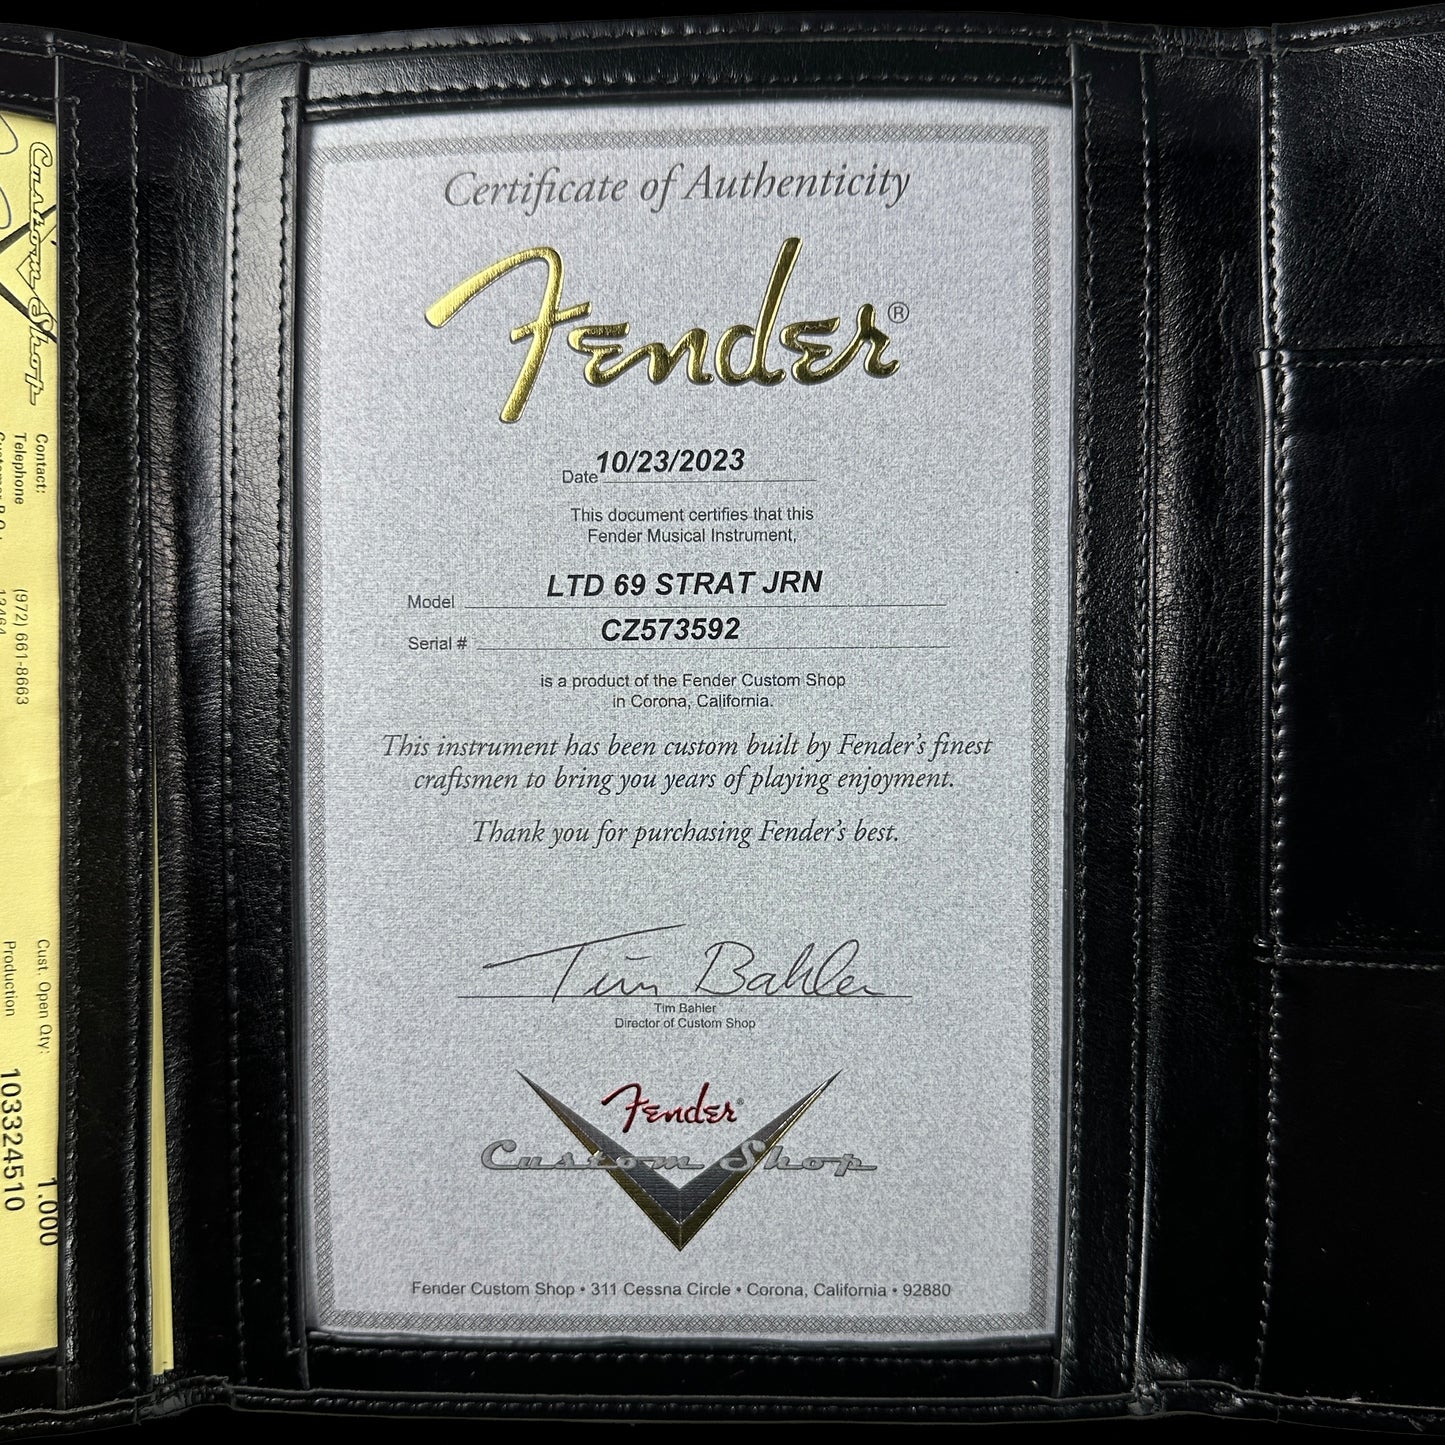 Certificate of Authenticity
Fender®
Date 10/23/2023
This document certifies that this
Fender Musical Instrument,
Model LTD 69 STRAT JRN
Serial # CZ573592
is a product of the Fender Custom Shop
in Corona, California.
This instrument has been custom built by Fender's finest
craftsmen to bring you years of playing enjoyment.
Thank you for purchasing Fender's best.
Tim Bahler
Tim Bahler
Director of Custom Shop
Fender®
Custom Shop
Fender Custom Shop • 311 Cessna Circle • Corona, California • 92880
Custom Shop
Contact:
Telephone (972) 661-8663
13464
Cust. Open Qty: 1.000
Production 103324510